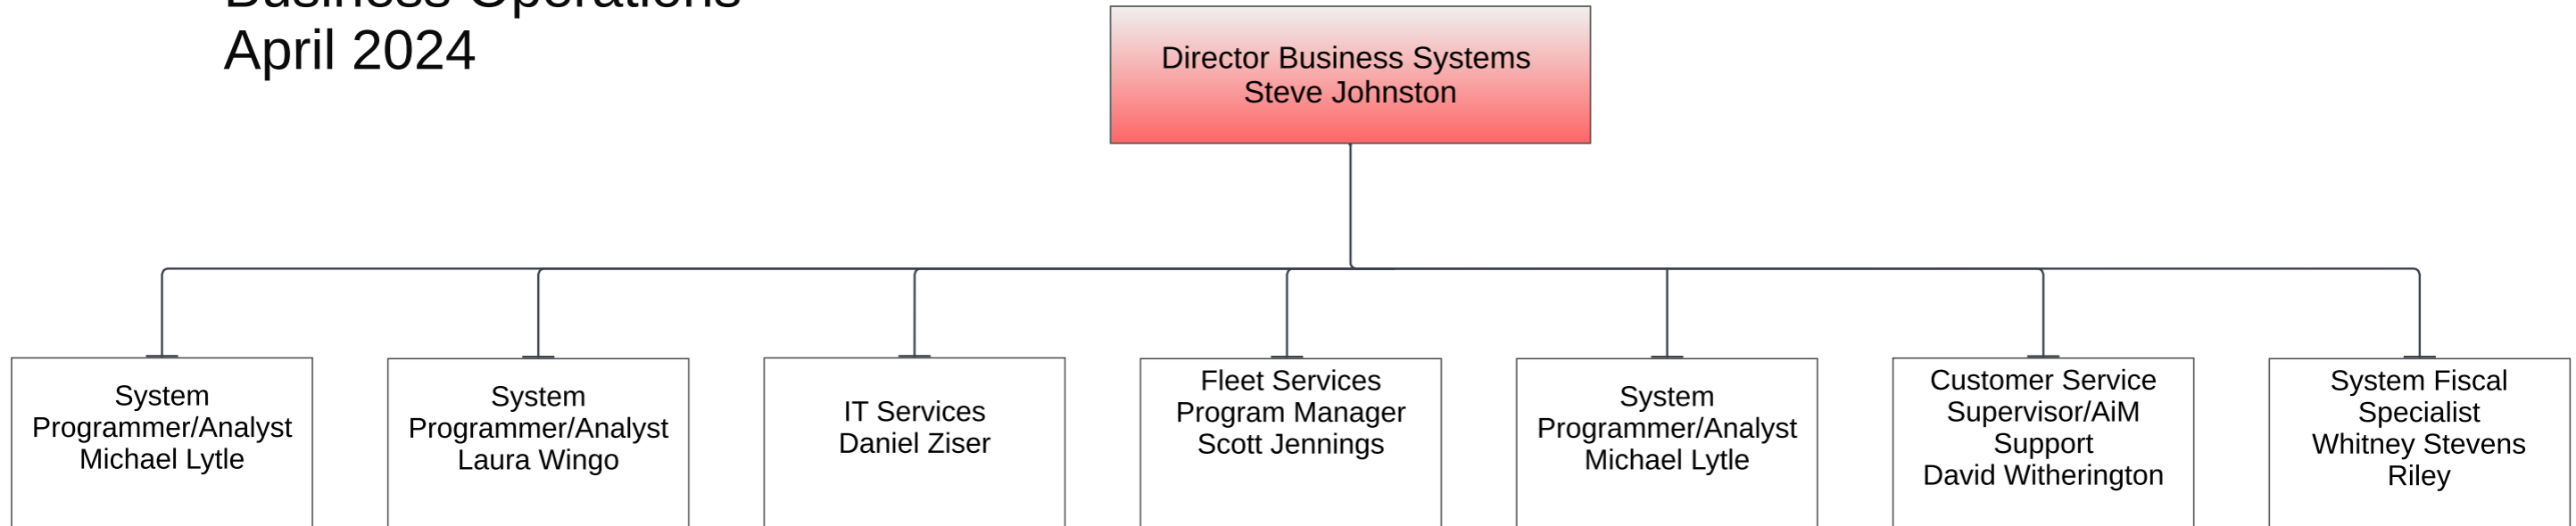 Business Operations
April 2024
Director Business Systems
Steve Johnston
System
Programmer/Analyst
Michael Lytle
System
Programmer/Analyst
Laura Wingo
IT Services
Daniel Ziser
Fleet Services
Program Manager
Scott Jennings
System
Programmer/Analyst
Michael Lytle
Customer Service
Supervisor/AiM
Support
David Witherington
System Fiscal
Specialist
Whitney Stevens
Riley